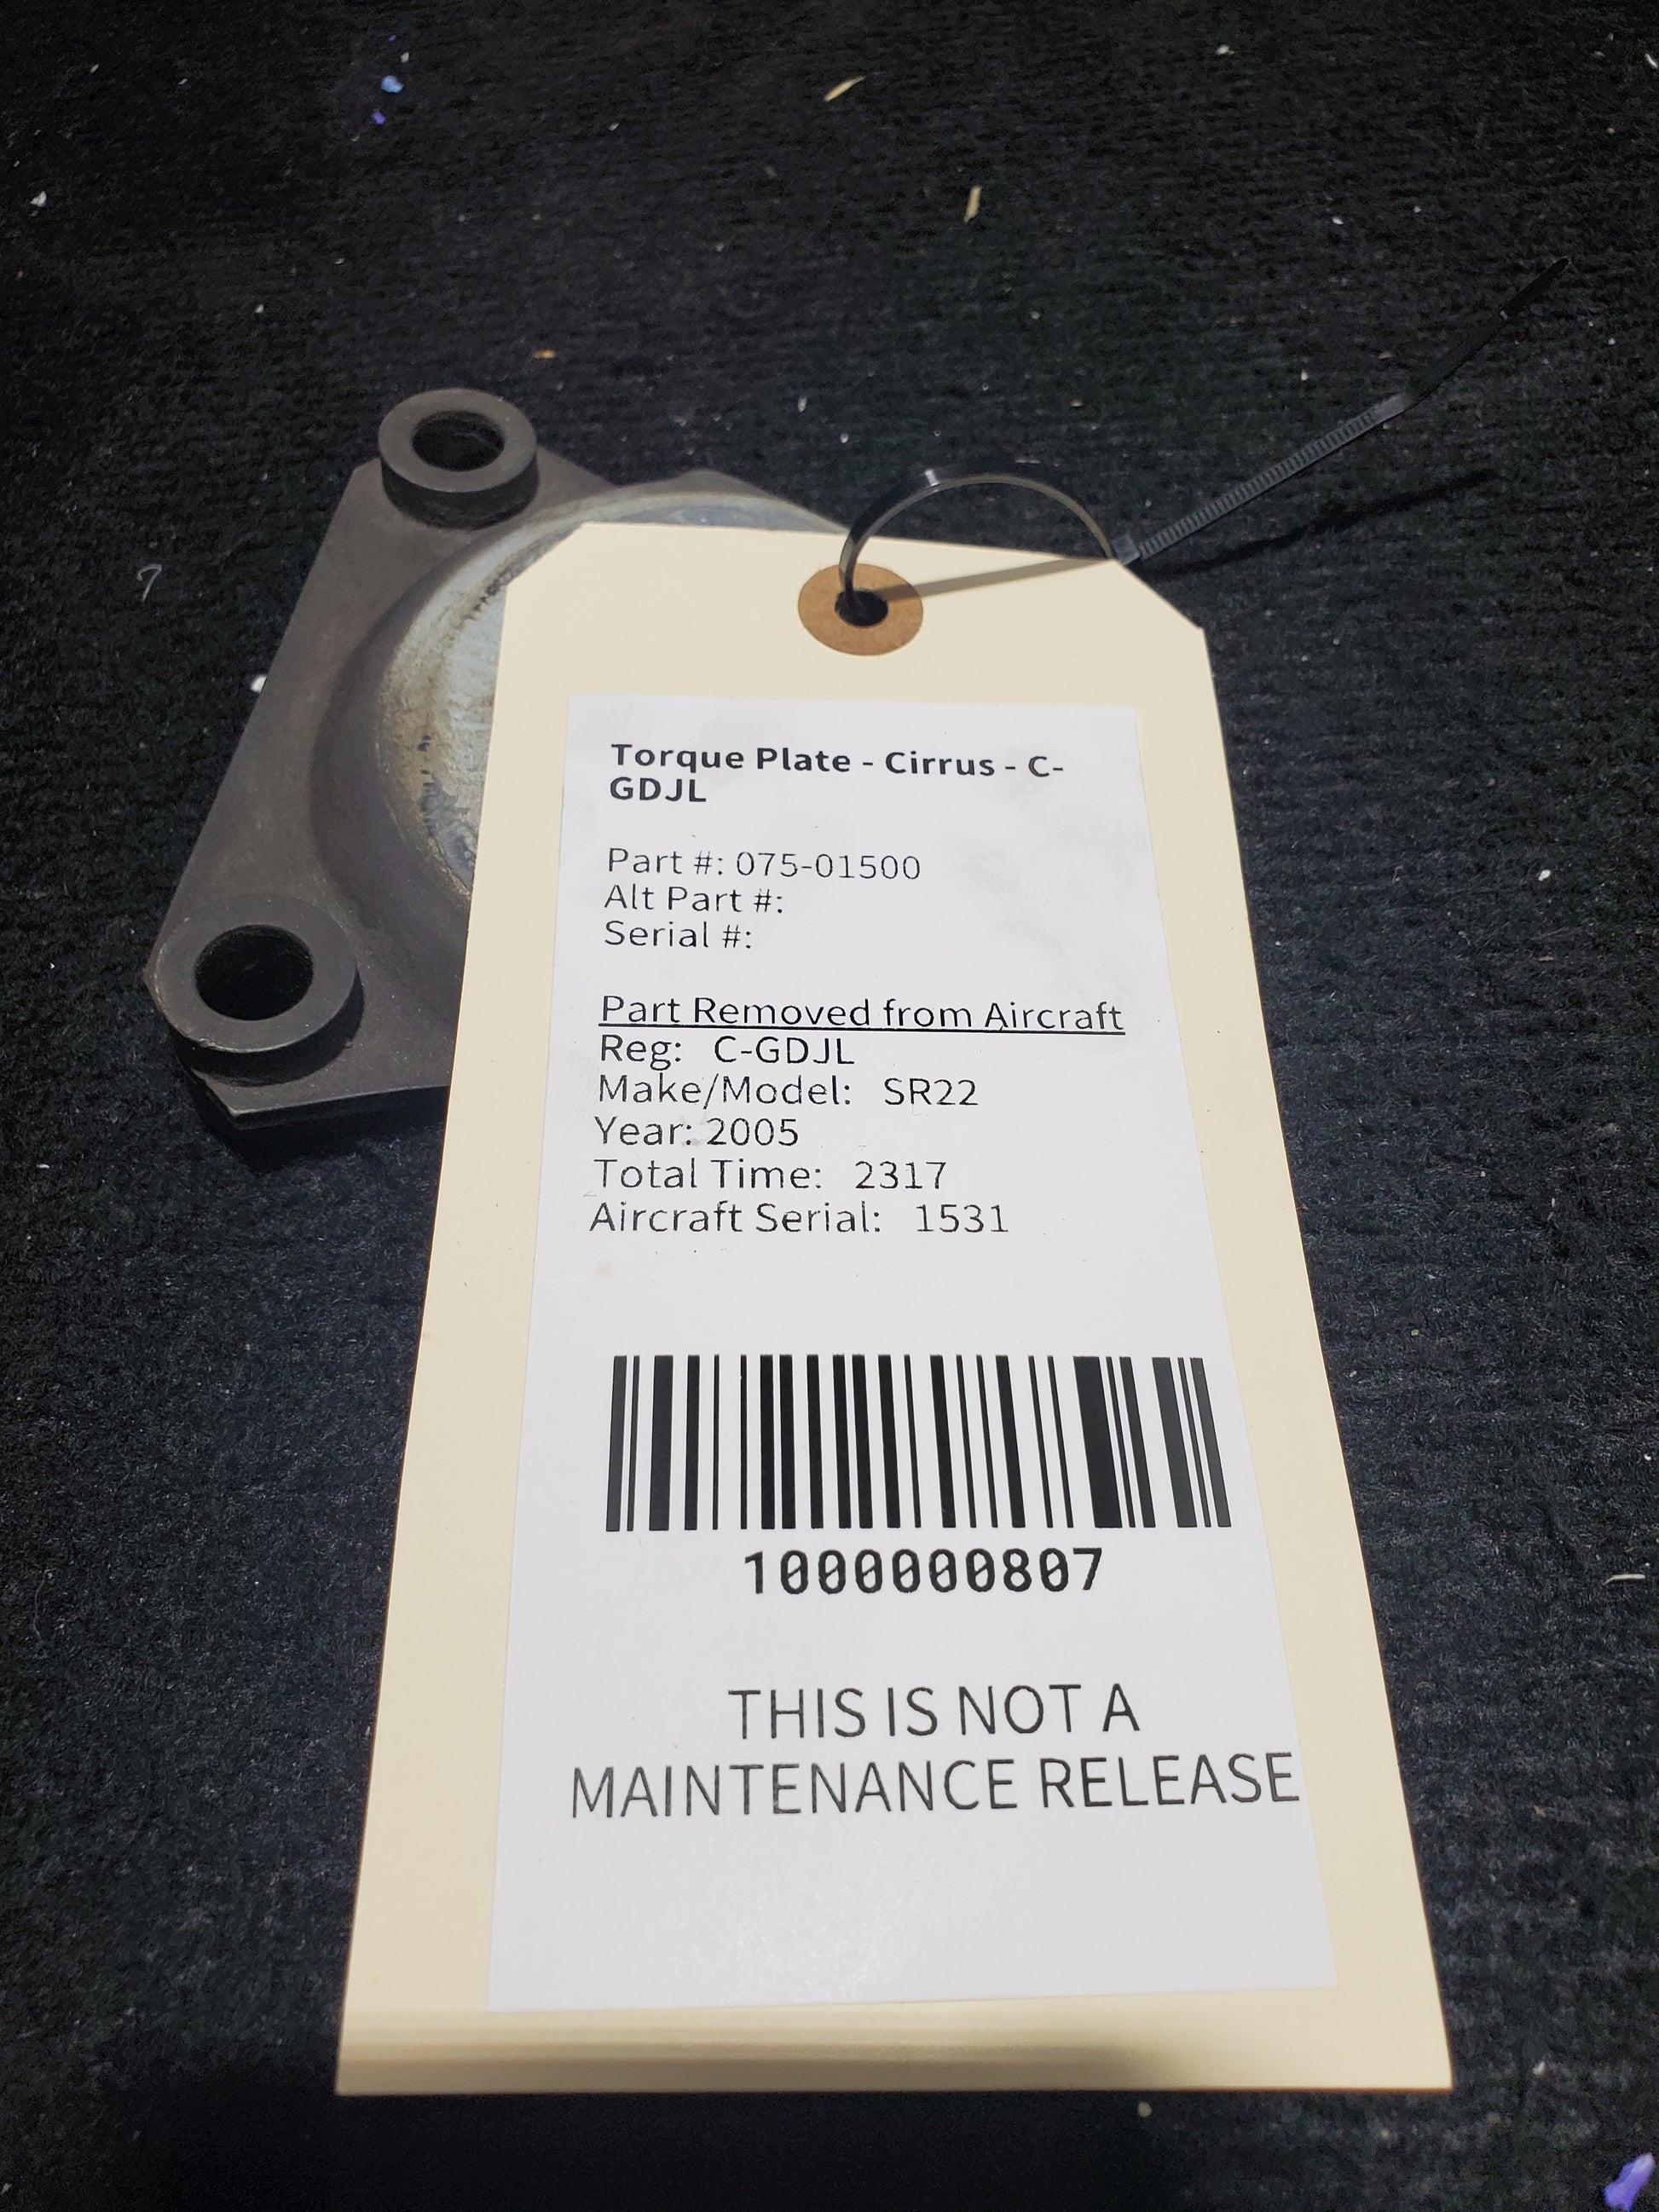 Torque Plate - Cirrus - C-
GDJL
Part #: 075-01500
Alt Part #:
Serial #:
Part Removed from Aircraft
Reg: C-GDJL
Make/Model: SR22
Year: 2005
Total Time: 2317
Aircraft Serial: 1531
1000000807
THIS IS NOT A
MAINTENANCE RELEASE